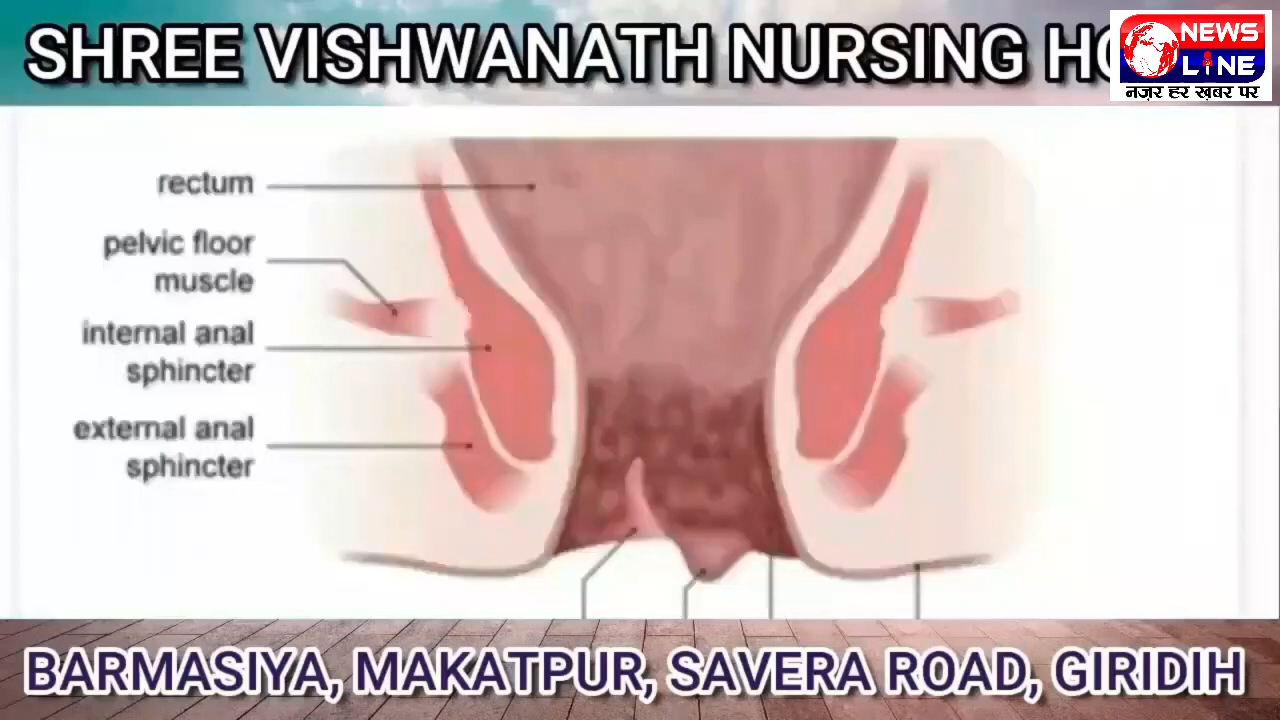 SHREE VISHWANATH NURSING
NEWS
LINE
नज़र हर ख़बर पर
rectum
pelvic floor
muscle
internal anal
sphincter
external anal
sphincter
BARMASIYA, MAKATPUR, SAVERA ROAD, GIRIDIH